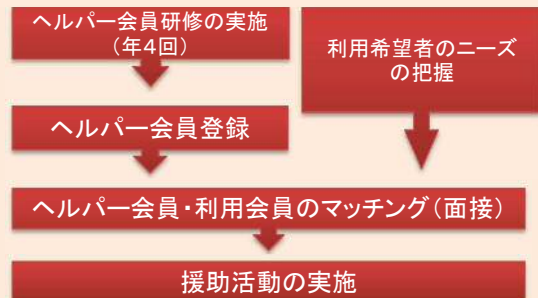 ヘルパー会員研修の実施
（年４回）
利用希望者のニーズ
の把握
ヘルパー会員登録
ヘルパー会員・利用会員のマッチング（面接）
援助活動の実施